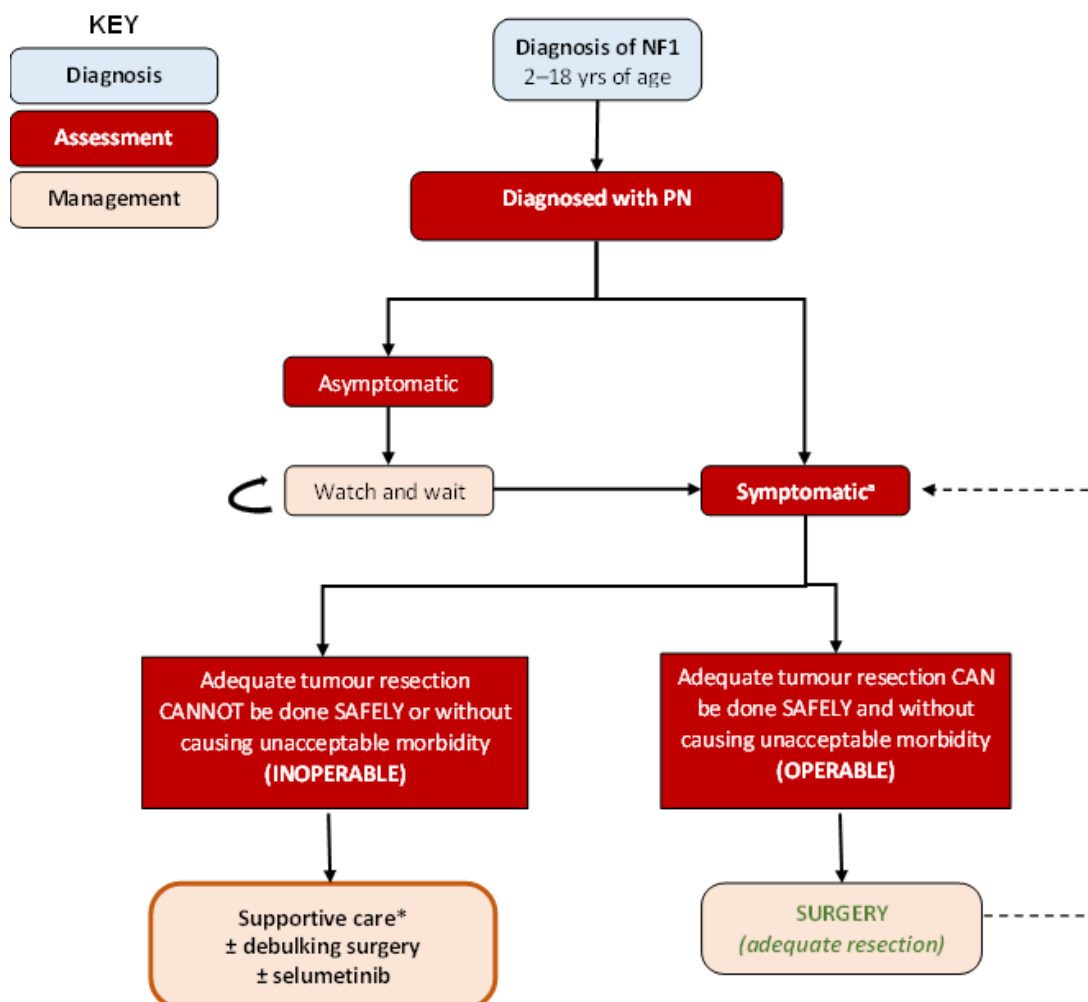 KEY
Diagnosis
Assessment
Management
Diagnosis of NF1
2–18 yrs of age
Diagnosed with PN
Asymptomatic
Watch and wait
Symptomaticª
Adequate tumour resection
CANNOT be done SAFELY or without
causing unacceptable morbidity
(INOPERABLE)
Adequate tumour resection CAN
be done SAFELY and without
causing unacceptable morbidity
(OPERABLE)
Supportive care*
± debulking surgery
± selumetinib
SURGERY
(adequate resection)